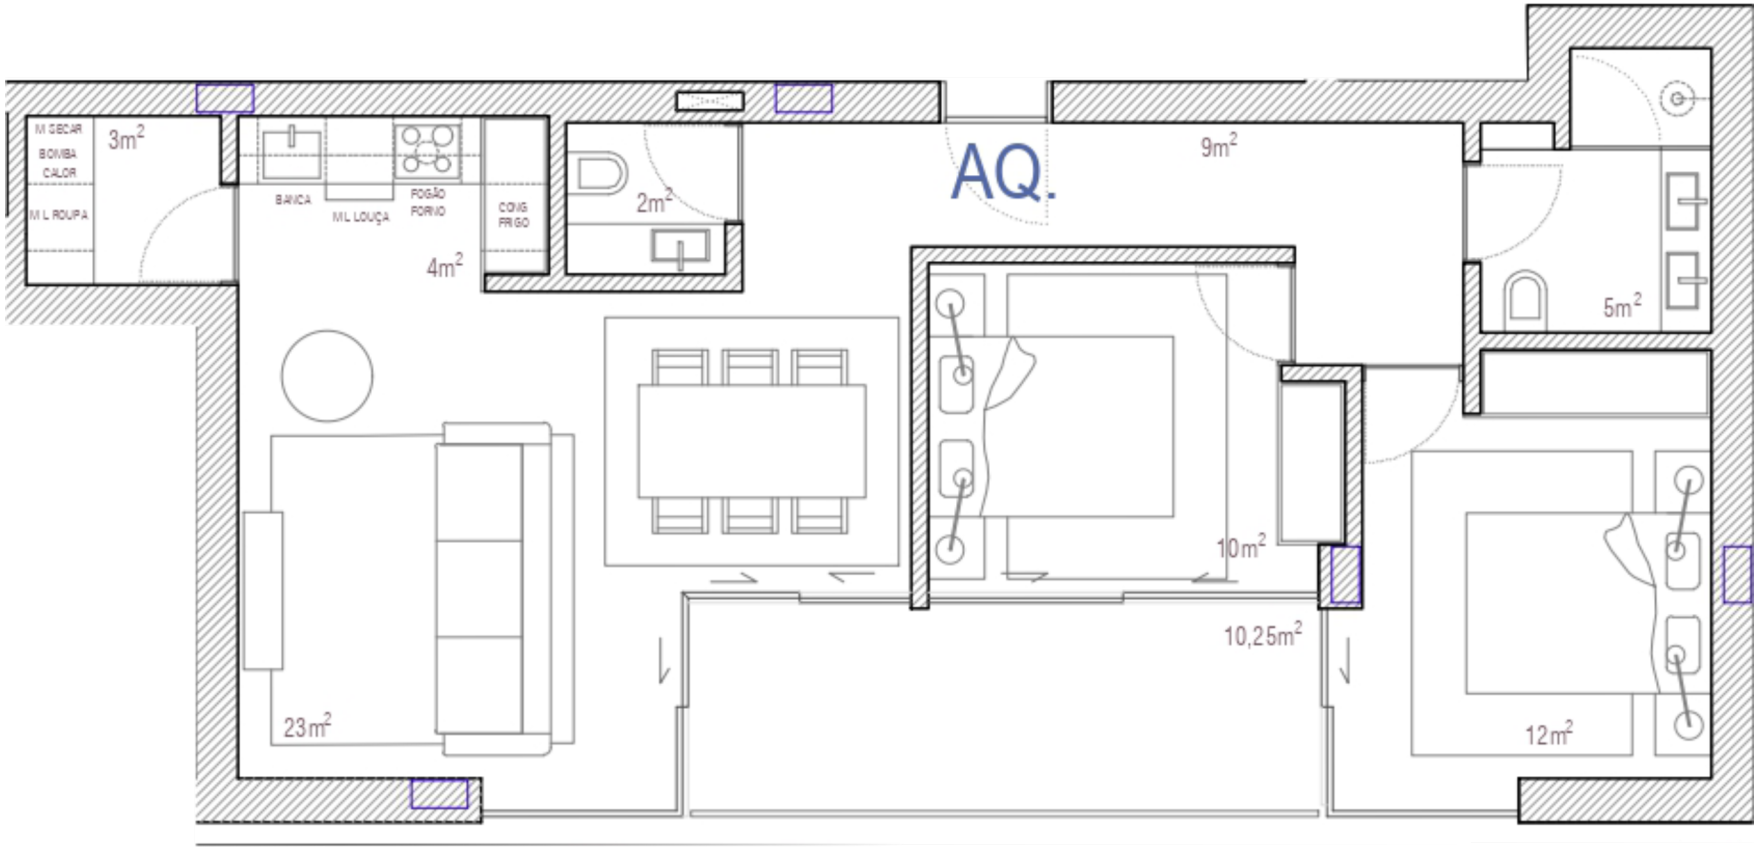 M SECAR
BOMBA
CALOR
M L ROUPA
3m²
BANCA
ML LOUÇA
FOGÃO
FORNO
CONG
FRIGO
4m²
2m²
AQ.
9m²
5m²
10m²
10,25m²
23m²
12m²